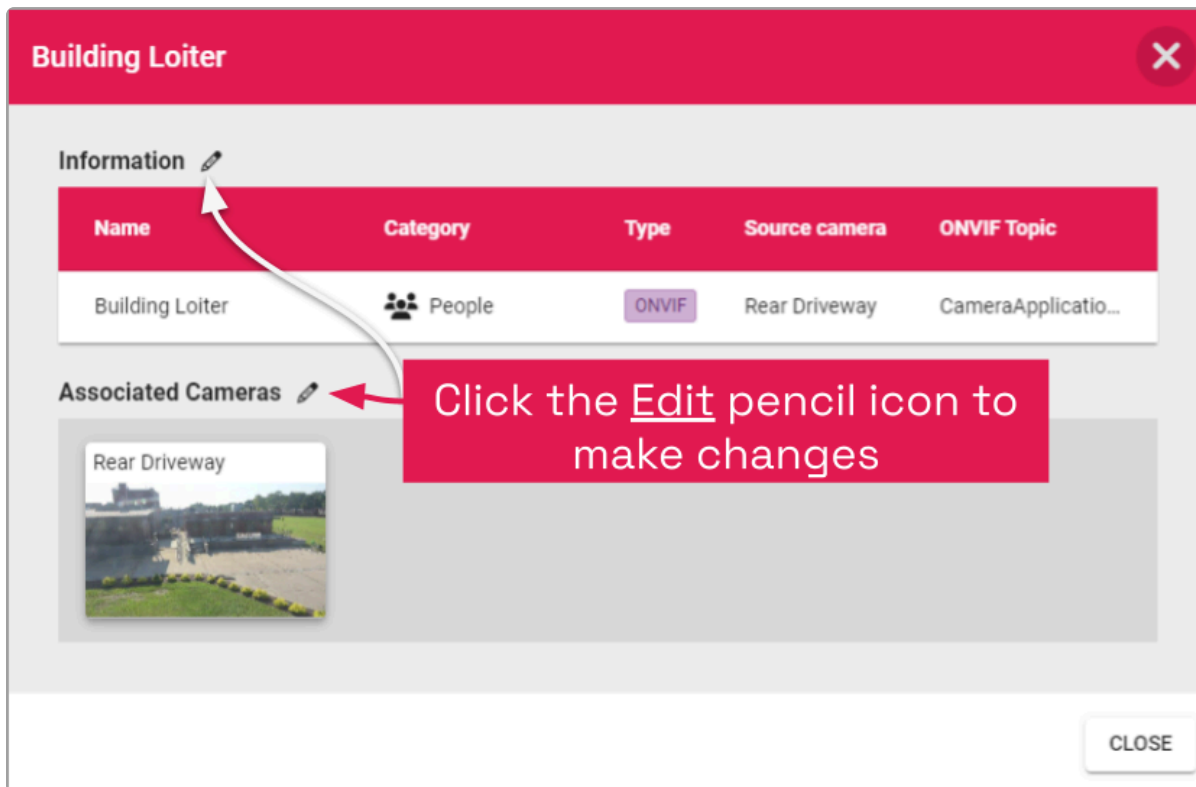 Building Loiter
Information
Name Category Type Source camera ONVIF Topic
Building Loiter People ONVIF Rear Driveway CameraApplicatio...
Associated Cameras
Click the Edit pencil icon to
make changes
Rear Driveway
CLOSE